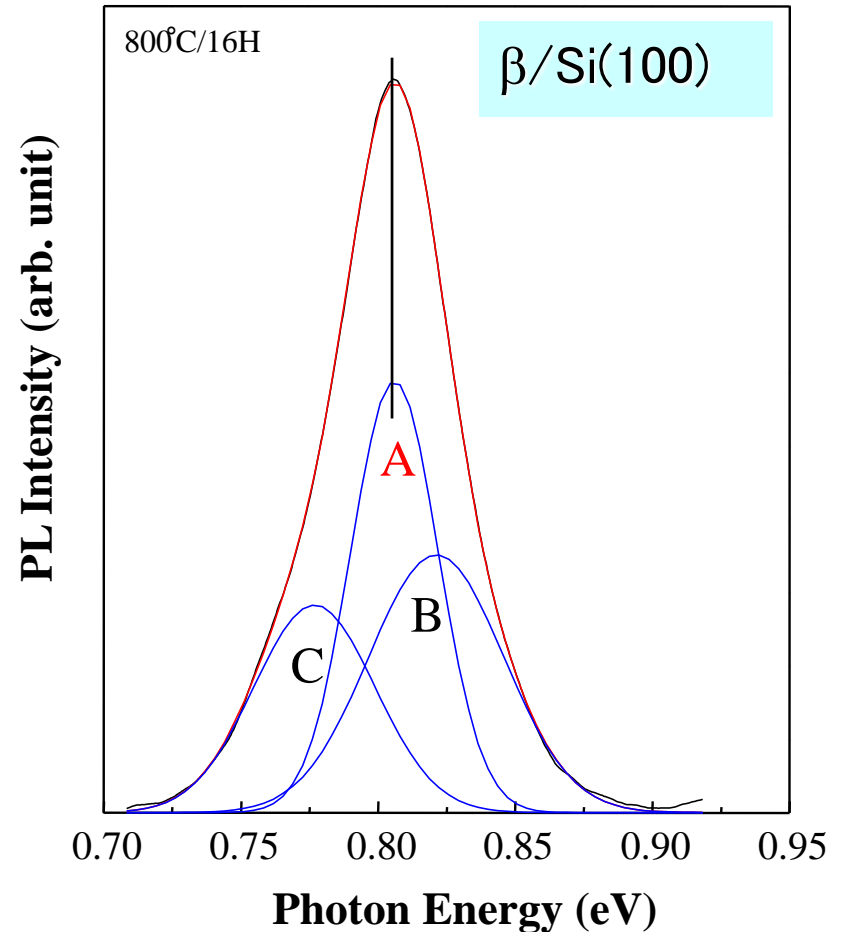 800°C/16H
β/Si(100)
PL Intensity (arb. unit)
A
B
C
0.70 0.75 0.80 0.85 0.90 0.95
Photon Energy (eV)